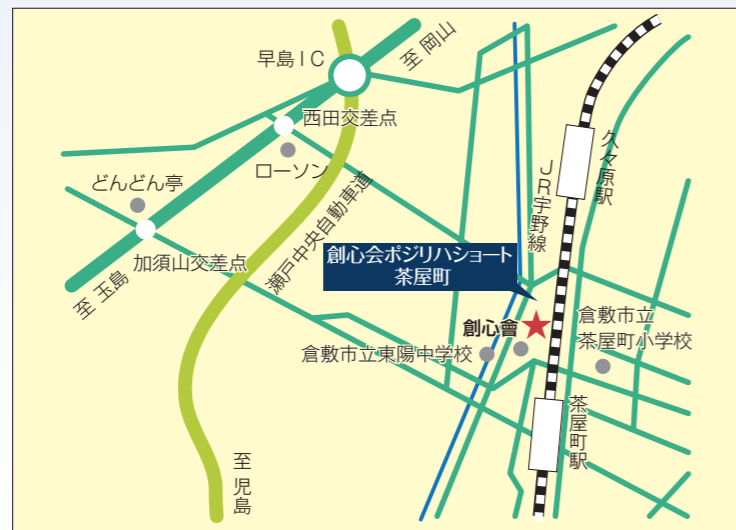 至 岡山
早島IC
西田交差点
ローソン
どんどん亭
加須山交差点
至 玉島
瀬戸中央自動車道
久々原駅
JR宇野線
創心会ポジリハショート
茶屋町
創心會
倉敷市立
茶屋町小学校
倉敷市立東陽中学校
茶屋町駅
至 児島